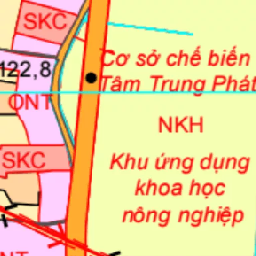 SKC
Cơ sở chế biến
122,8
Tâm Trung Phát
ONT
NKH
SKC
Khu ứng dụng
khoa học
nông nghiệp
NT